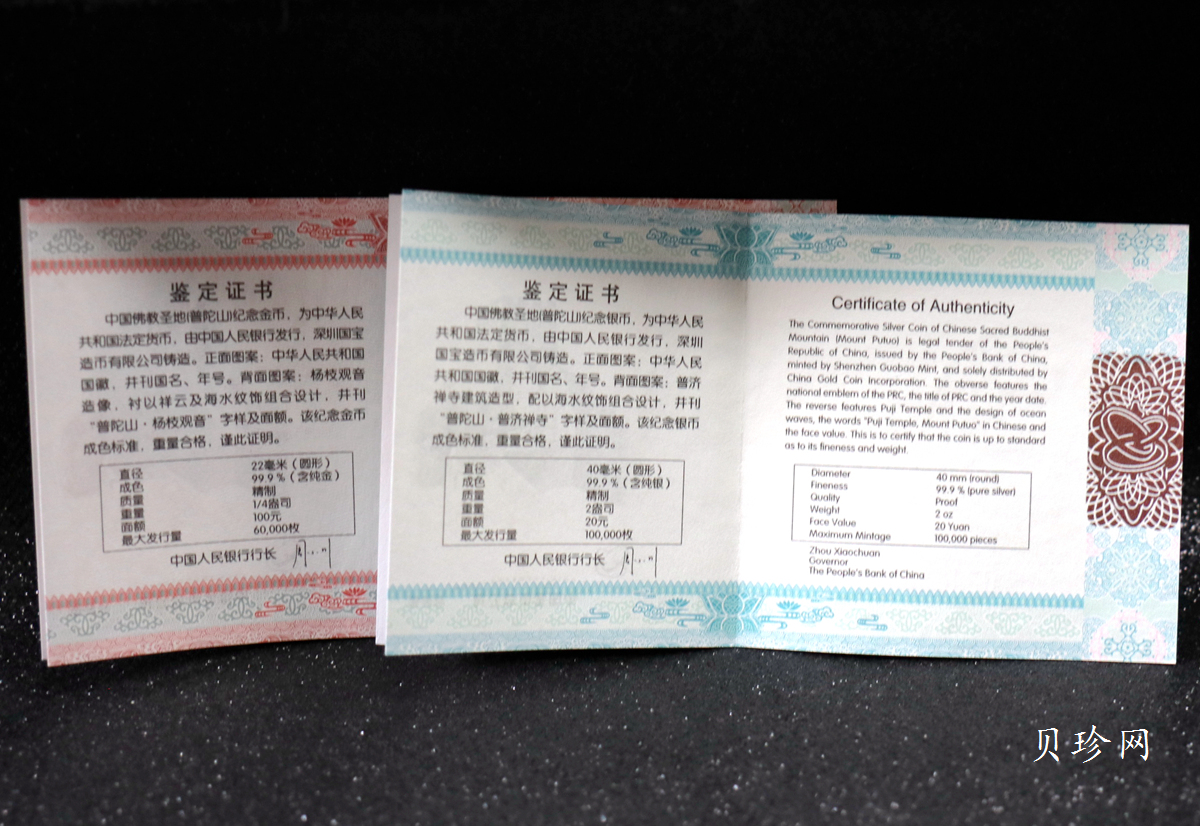 鉴定证书
中国佛教圣地(普陀山)纪念金币，为中华人民
共和国法定货币，由中国人民银行发行，深圳国宝
造币有限公司铸造。正面图案：中华人民共和国
国徽，并刊国名、年号。背面图案：杨枝观音
造像，衬以祥云及海水纹饰组合设计，并刊
“普陀山·杨枝观音”字样及面额。该纪念金币
成色标准，重量合格，谨此证明。
直径 22毫米（圆形）
成色 99.9％（含纯金）
质量 精制
重量 1/4盎司
面额 100元
最大发行量 60,000枚
中国人民银行行长
鉴定证书
中国佛教圣地(普陀山)纪念银币，为中华人民
共和国法定货币，由中国人民银行发行，深圳
国宝造币有限公司铸造。正面图案：中华人民
共和国国徽，并刊国名、年号。背面图案：普济
禅寺建筑造型，配以海水纹饰组合设计，并刊
“普陀山·普济禅寺”字样及面额。该纪念银币
成色标准，重量合格，谨此证明。
直径 40毫米（圆形）
成色 99.9％（含纯银）
质量 精制
重量 2盎司
面额 20元
最大发行量 100,000枚
中国人民银行行长
Certificate of Authenticity
The Commemorative Silver Coin of Chinese Sacred Buddhist
Mountain (Mount Putuo) is legal tender of the People's
Republic of China, issued by the People's Bank of China,
minted by Shenzhen Guobao Mint, and solely distributed by
China Gold Coin Incorporation. The obverse features the
national emblem of the PRC, the title of PRC and the year date.
The reverse features Puji Temple and the design of ocean
waves, the words "Puji Temple, Mount Putuo" in Chinese and
the face value. This is to certify that the coin is up to standard
as to its fineness and weight.
Diameter 40 mm (round)
Fineness 99.9 % (pure silver)
Quality Proof
Weight 2 oz
Face Value 20 Yuan
Maximum Mintage 100,000 pieces
Zhou Xiaochuan
Governor
The People's Bank of China
贝珍网